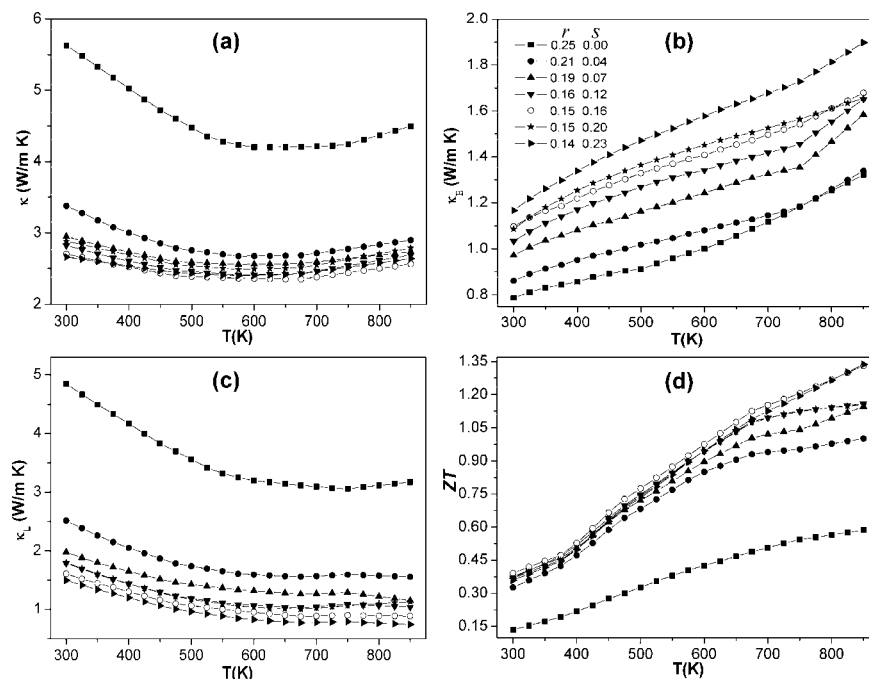 (a)
κ (W/m K)
6
5
4
3
2
300 400 500 600 700 800
T(K)
(b)
κE (W/m K)
2.0
1.8
1.6
1.4
1.2
1.0
0.8
r s
0.25 0.00
0.21 0.04
0.19 0.07
0.16 0.12
0.15 0.16
0.15 0.20
0.14 0.23
300 400 500 600 700 800
T(K)
(c)
κL (W/m K)
5
4
3
2
1
300 400 500 600 700 800
T(K)
(d)
ZT
1.35
1.20
1.05
0.90
0.75
0.60
0.45
0.30
0.15
300 400 500 600 700 800
T(K)